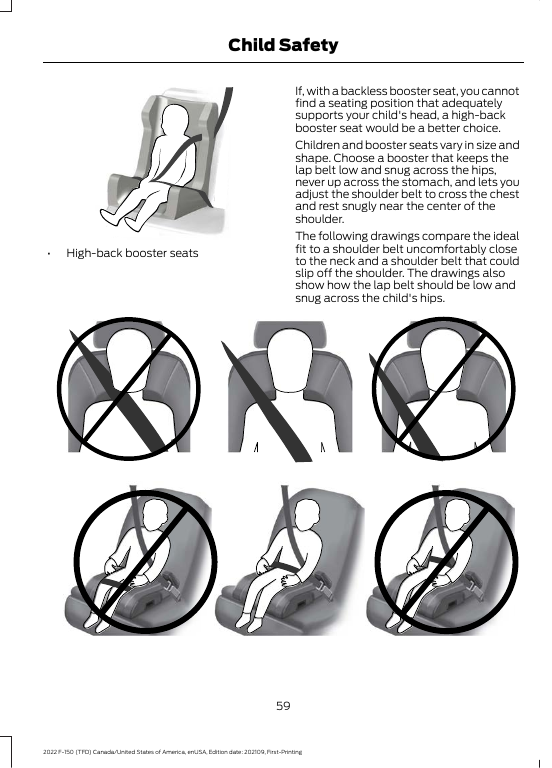 Child Safety
• High-back booster seats
If, with a backless booster seat, you cannot
find a seating position that adequately
supports your child's head, a high-back
booster seat would be a better choice.
Children and booster seats vary in size and
shape. Choose a booster that keeps the
lap belt low and snug across the hips,
never up across the stomach, and lets you
adjust the shoulder belt to cross the chest
and rest snugly near the center of the
shoulder.
The following drawings compare the ideal
fit to a shoulder belt uncomfortably close
to the neck and a shoulder belt that could
slip off the shoulder. The drawings also
show how the lap belt should be low and
snug across the child's hips.
59
2022 F-150 (TFD) Canada/United States of America, enUSA, Edition date: 202109, First-Printing